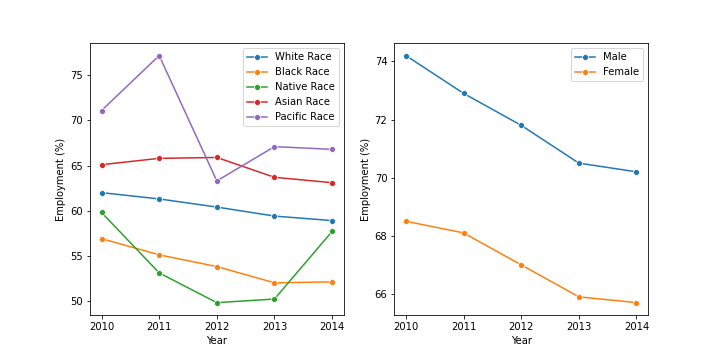 75
70
65
60
55
50
Employment (%)
2010 2011 2012 2013 2014
Year
White Race
Black Race
Native Race
Asian Race
Pacific Race
74
72
70
68
66
Employment (%)
2010 2011 2012 2013 2014
Year
Male
Female